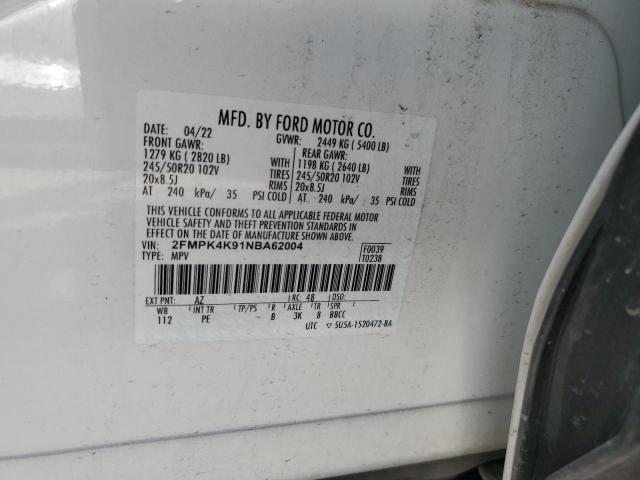 MFD. BY FORD MOTOR CO.
DATE: 04/22 GVWR: 2449 KG ( 5400 LB)
FRONT GAWR: REAR GAWR:
1279 KG ( 2820 LB) WITH 1198 KG ( 2640 LB) WITH
245/50R20 102V TIRES 245/50R20 102V TIRES
20x8.5J RIMS 20x8.5J RIMS
AT 240 kPa/ 35 PSI COLD AT 240 kPa/ 35 PSI COLD
THIS VEHICLE CONFORMS TO ALL APPLICABLE FEDERAL MOTOR
VEHICLE SAFETY AND THEFT PREVENTION STANDARDS IN
EFFECT ON THE DATE OF MANUFACTURE SHOWN ABOVE.
VIN: 2FMPK4K91NBA62004 F0039
TYPE: MPV T0238
EXT PNT: AZ RC: 48 DSO:
WB INT TR TP/PS R AXLE TR SPR
112 PE B 3K 8 BBCC
UTC ▽ 5U5A-1520472-BA